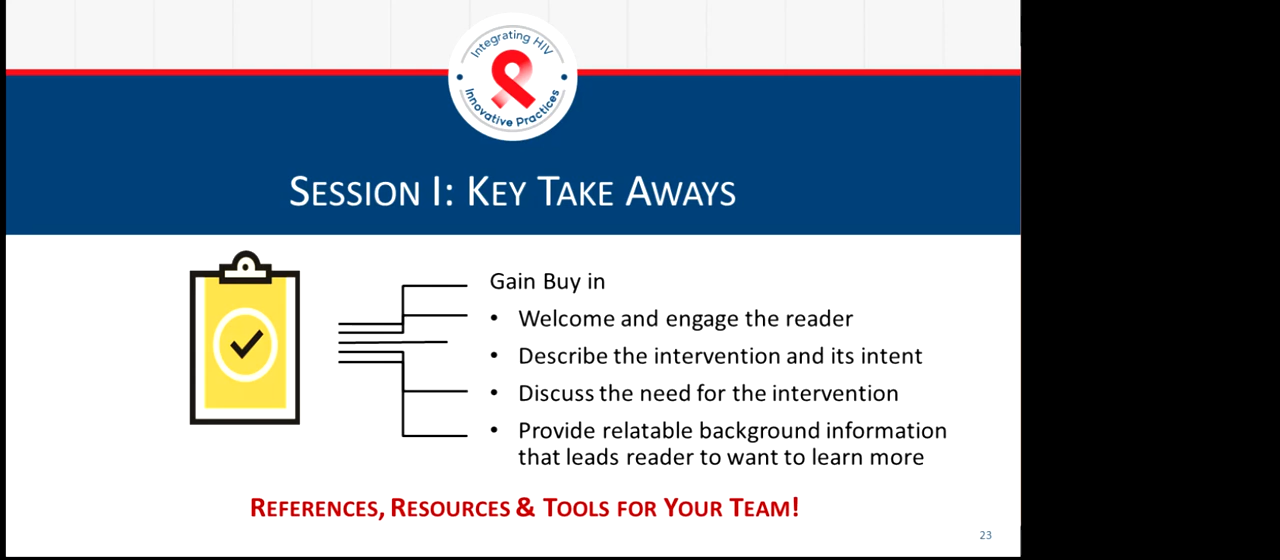 Integrating HIV
Innovative Practices
SESSION I: KEY TAKE AWAYS
Gain Buy in
• Welcome and engage the reader
• Describe the intervention and its intent
• Discuss the need for the intervention
• Provide relatable background information
that leads reader to want to learn more
REFERENCES, RESOURCES & TOOLS FOR YOUR TEAM!
23